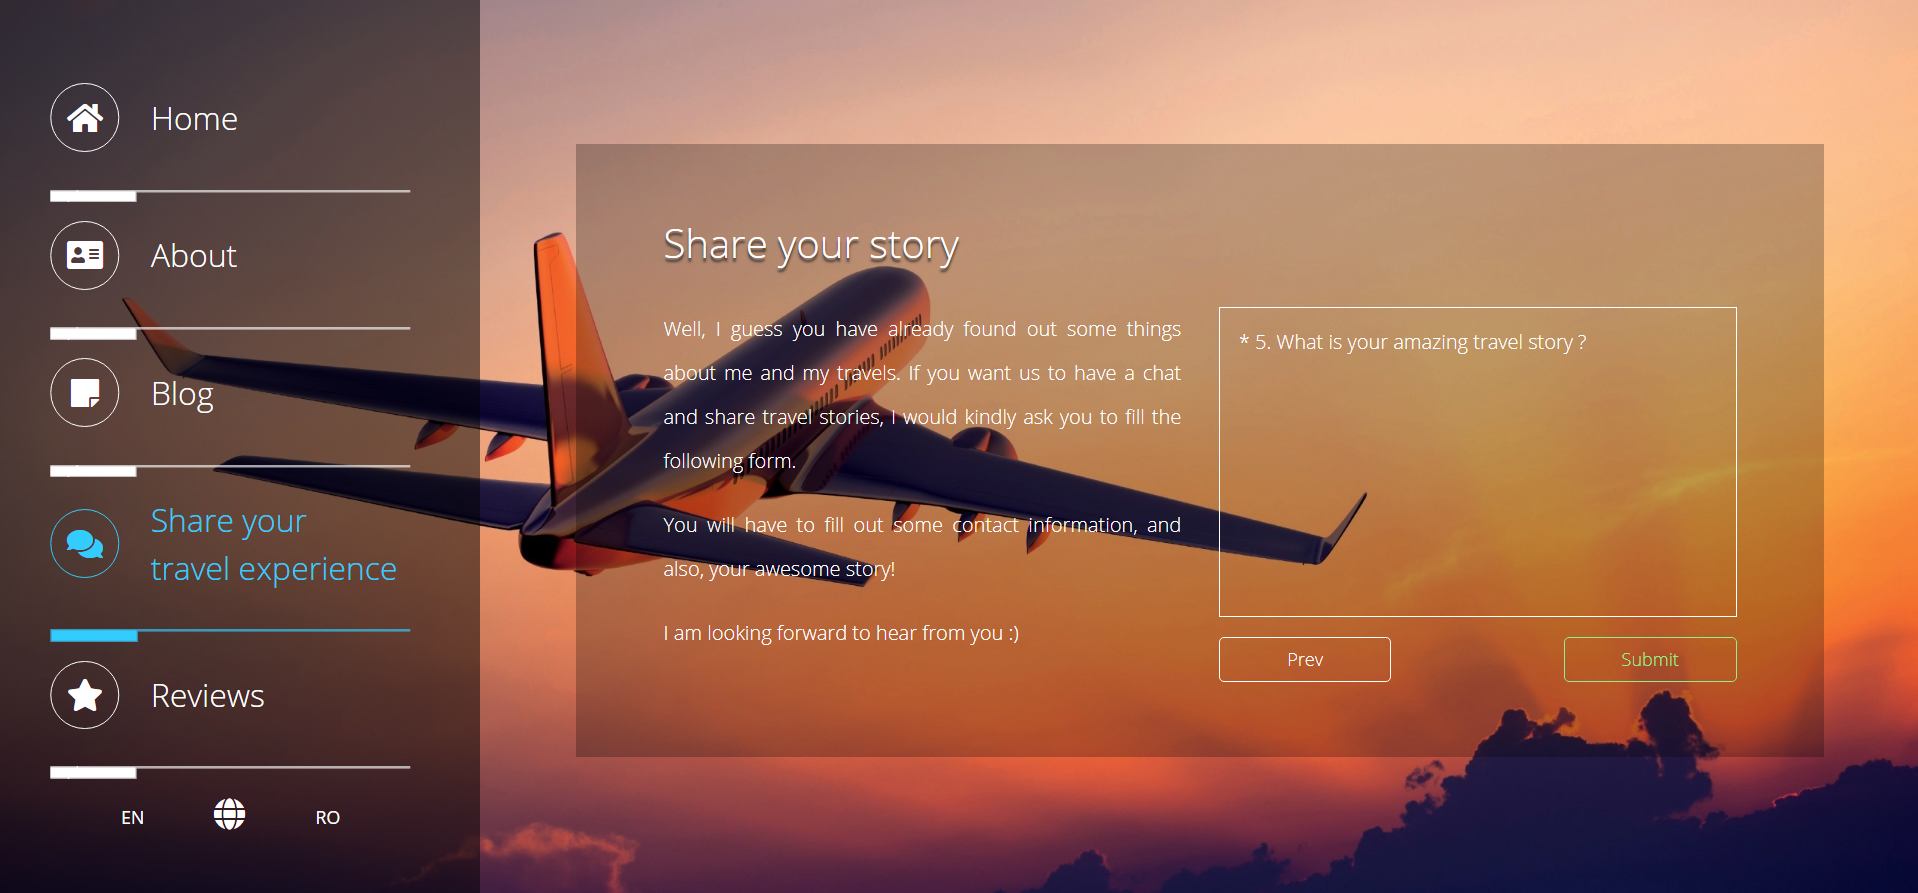 Home
About
Blog
Share your
travel experience
Reviews
EN
RO
Share your story
Well, I guess you have already found out some things
about me and my travels. If you want us to have a chat
and share travel stories, I would kindly ask you to fill the
following form.
You will have to fill out some contact information, and
also, your awesome story!
I am looking forward to hear from you :)
* 5. What is your amazing travel story ?
Prev
Submit